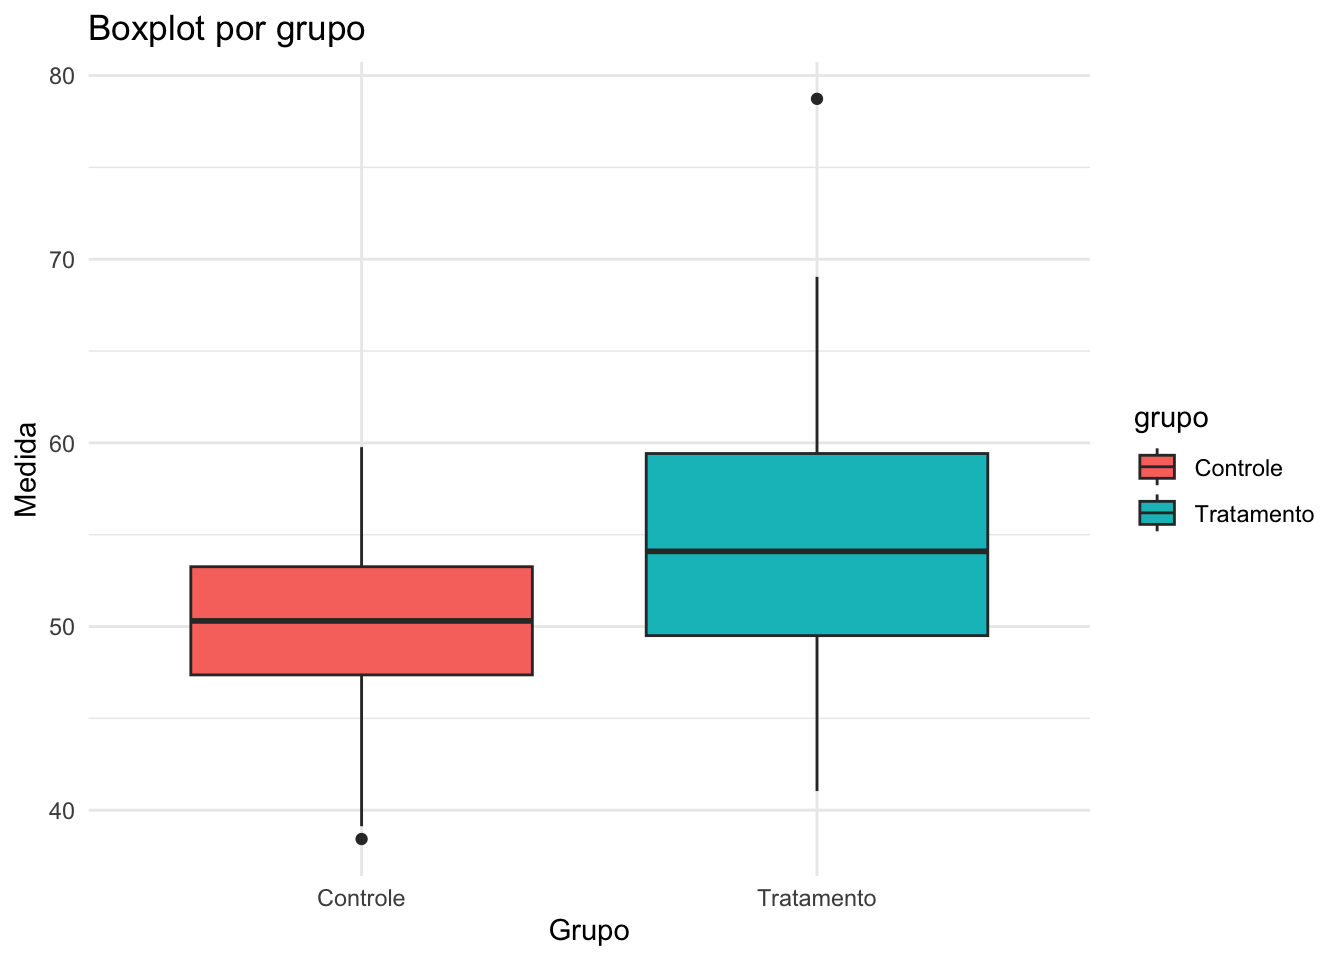 Boxplot por grupo
80
70
60
50
40
Medida
Controle
Tratamento
Grupo
grupo
Controle
Tratamento